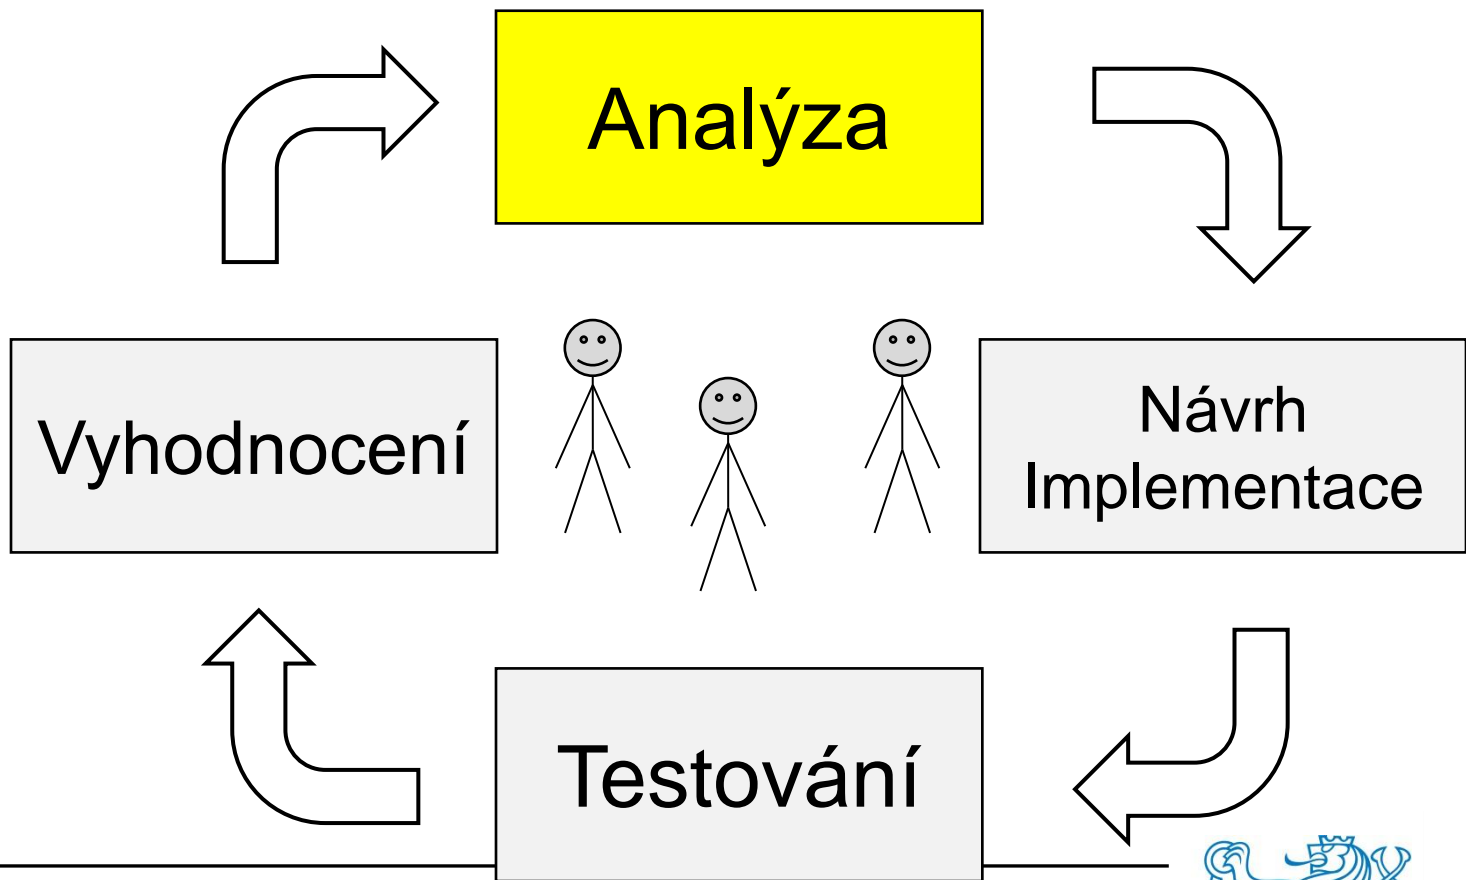 Analýza
Vyhodnocení
Návrh
Implementace
Testování